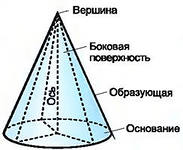 Вершина
Боковая
поверхность
Ось
Образующая
Основание